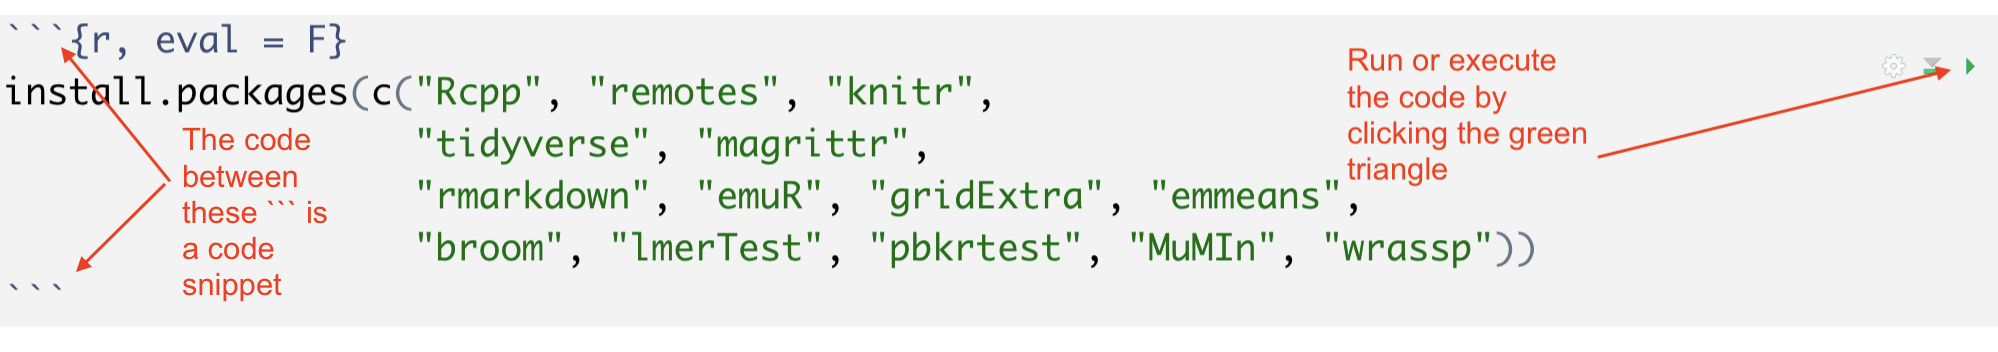 ```{r, eval = F}
install.packages(c("Rcpp", "remotes", "knitr",
"tidyverse", "magrittr",
"rmarkdown", "emuR", "gridExtra", "emmeans",
"broom", "lmerTest", "pbkrtest", "MuMIn", "wrassp"))
```
The code
between
these ``` is
a code
snippet
Run or execute
the code by
clicking the green
triangle